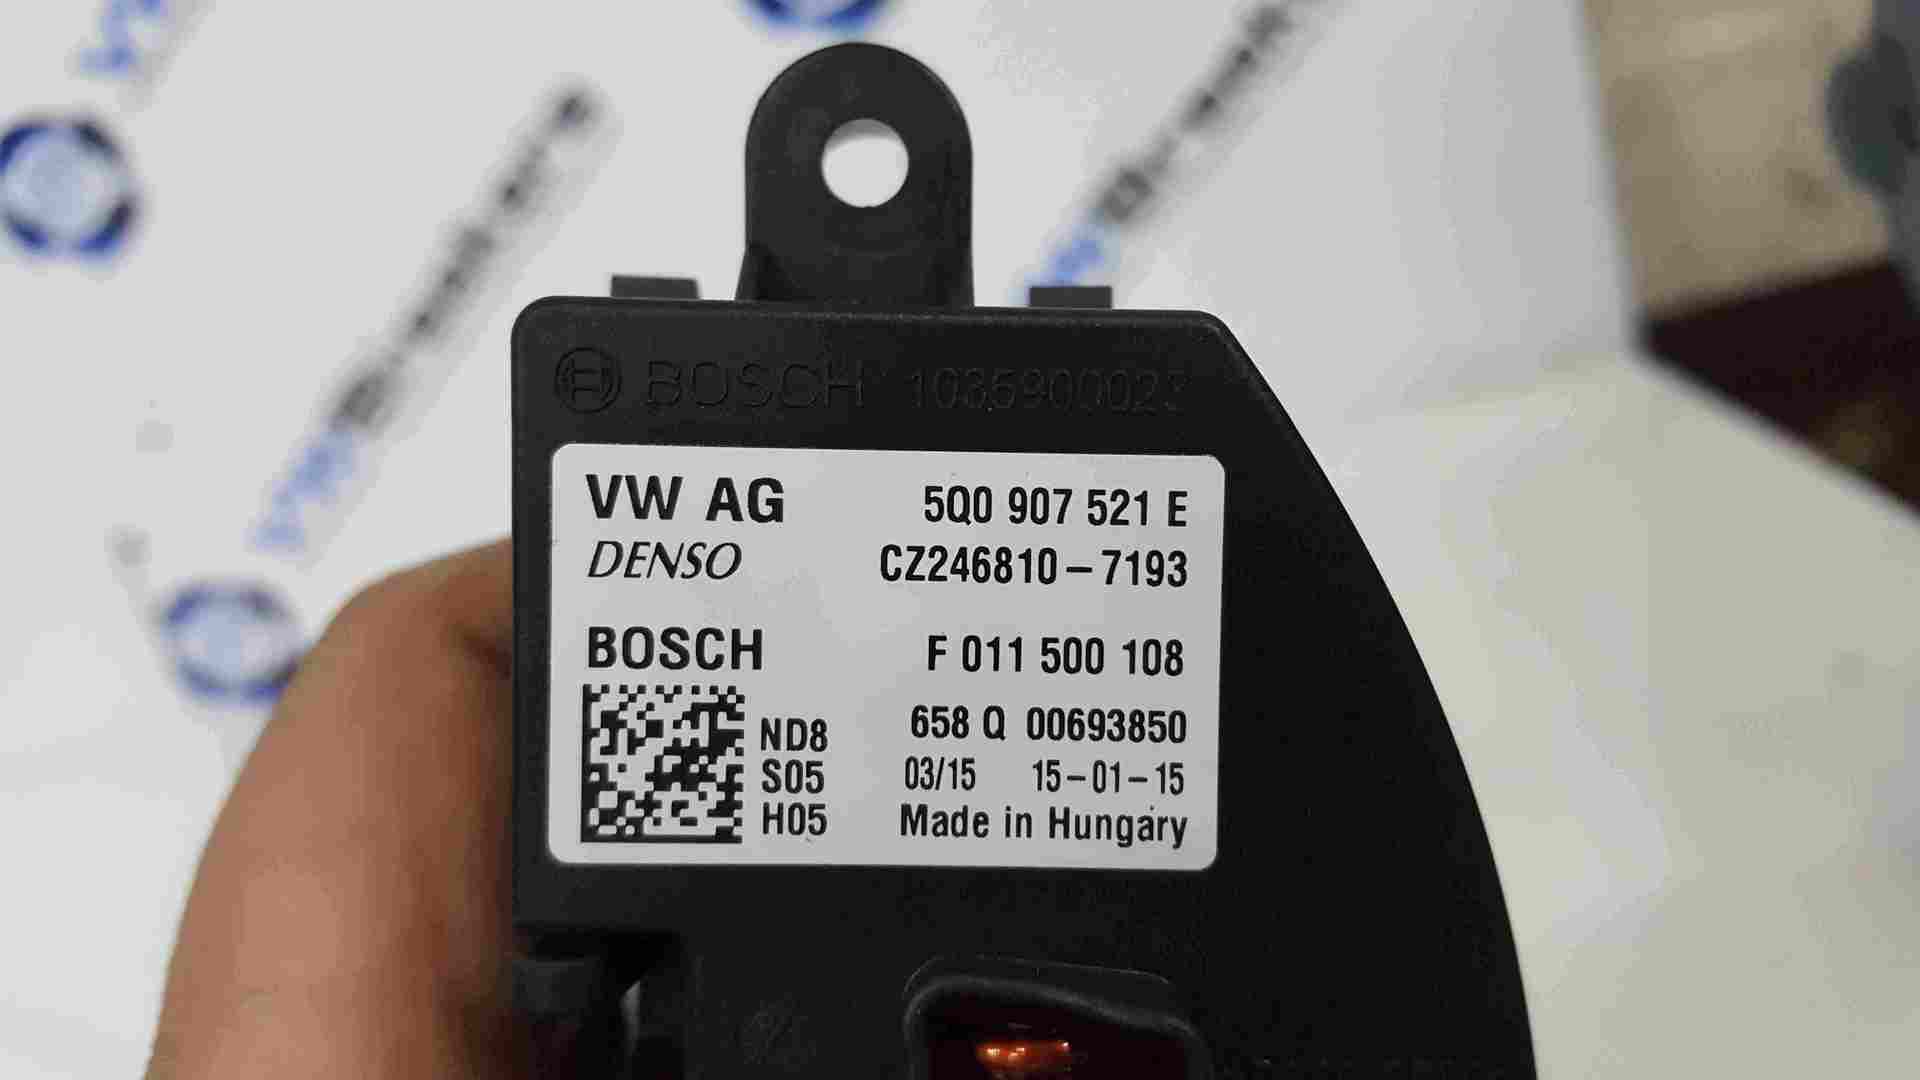 BOSCH 1035900022
VW AG 5Q0 907 521 E
DENSO CZ246810-7193
BOSCH F 011 500 108
ND8 658 Q 00693850
S05 03/15 15-01-15
H05 Made in Hungary